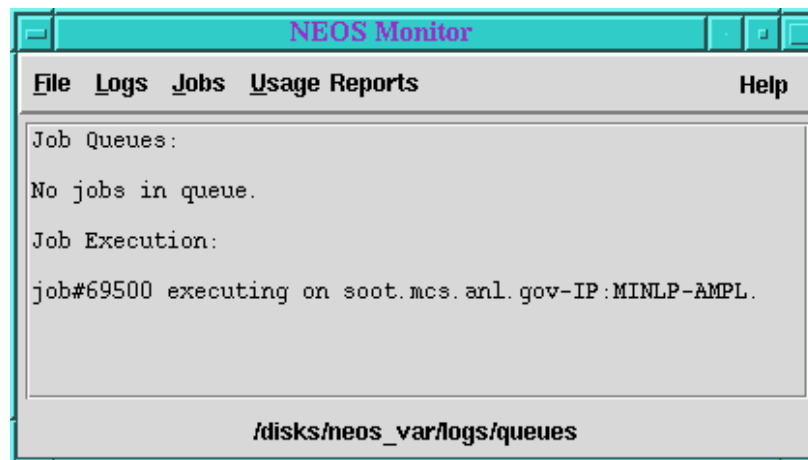 NEOS Monitor
File Logs Jobs Usage Reports Help
Job Queues:
No jobs in queue.
Job Execution:
job#69500 executing on soot.mcs.anl.gov-IP:MINLP-AMPL.
/disks/neos_var/logs/queues